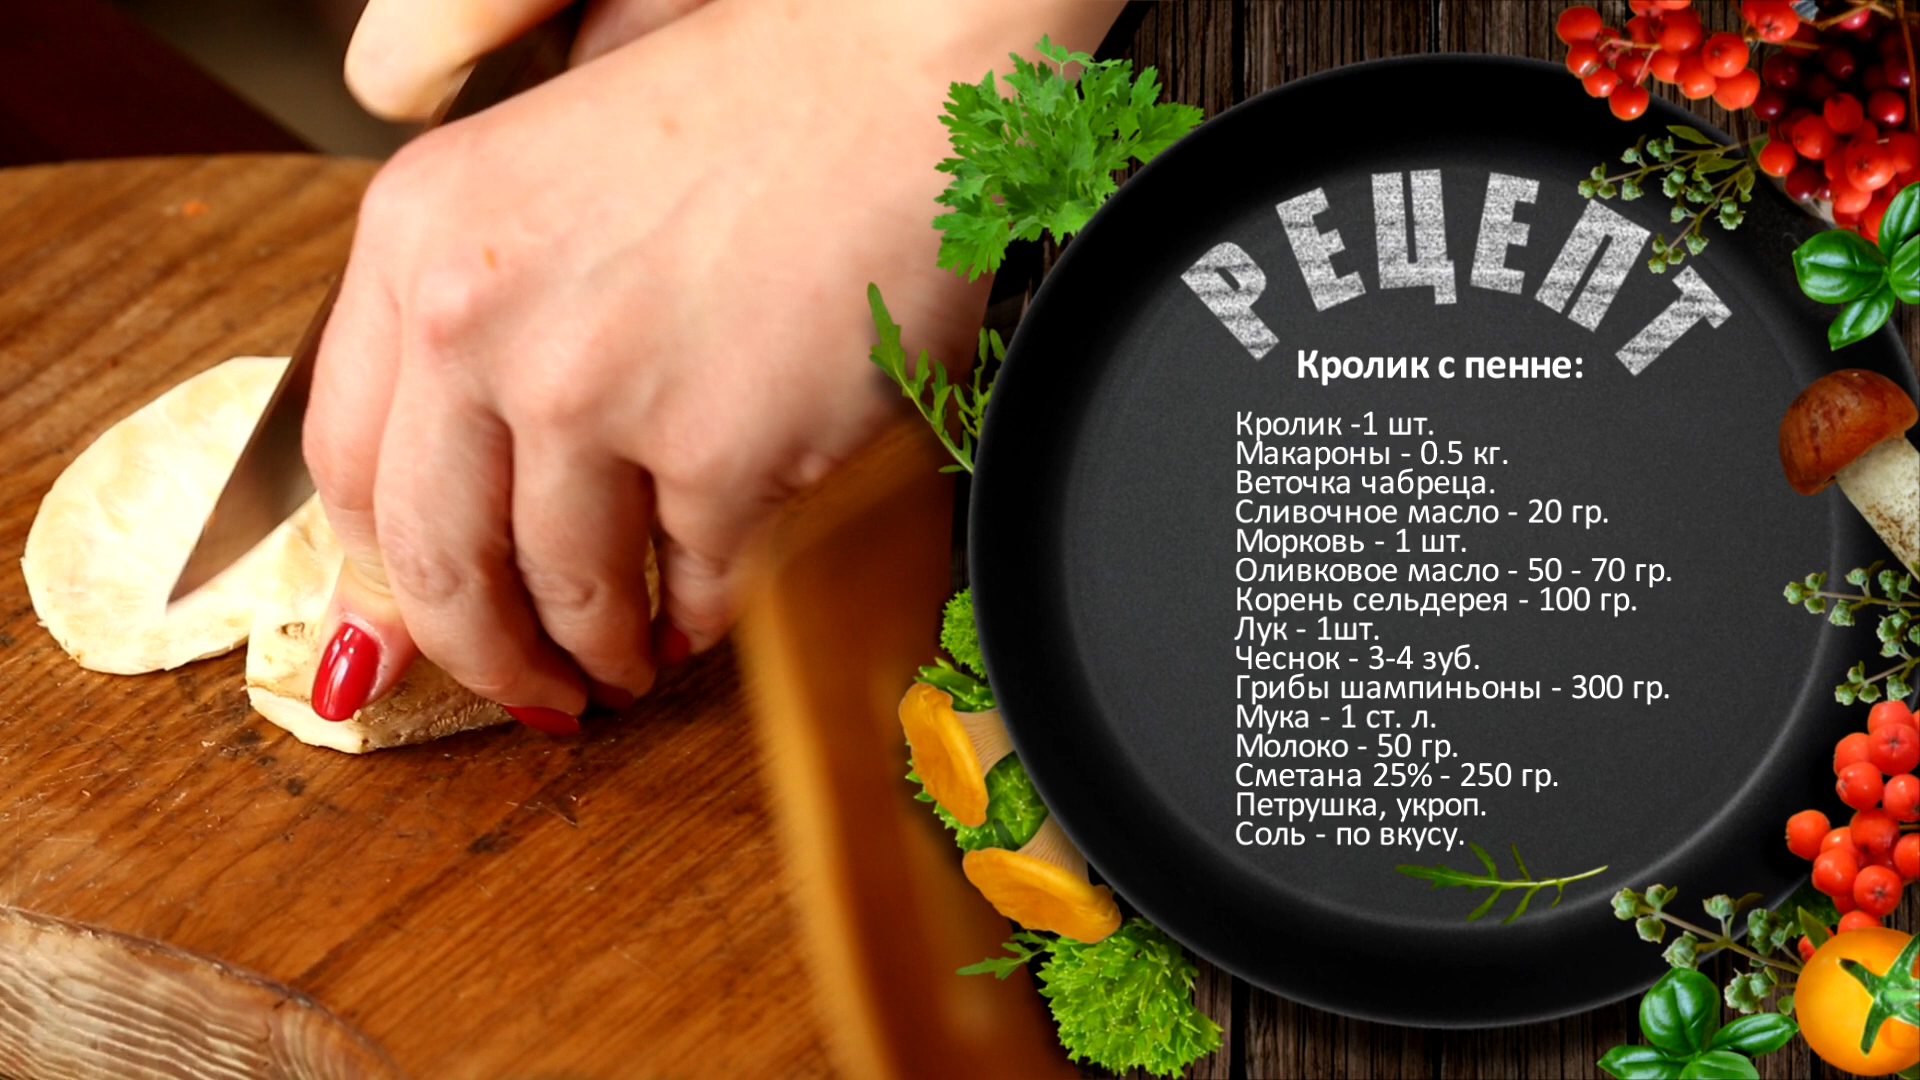 РЕЦЕПТ
Кролик с пенне:
Кролик -1 шт.
Макароны - 0.5 кг.
Веточка чабреца.
Сливочное масло - 20 гр.
Морковь - 1 шт.
Оливковое масло - 50 - 70 гр.
Корень сельдерея - 100 гр.
Лук - 1шт.
Чеснок - 3-4 зуб.
Грибы шампиньоны - 300 гр.
Мука - 1 ст. л.
Молоко - 50 гр.
Сметана 25% - 250 гр.
Петрушка, укроп.
Соль - по вкусу.